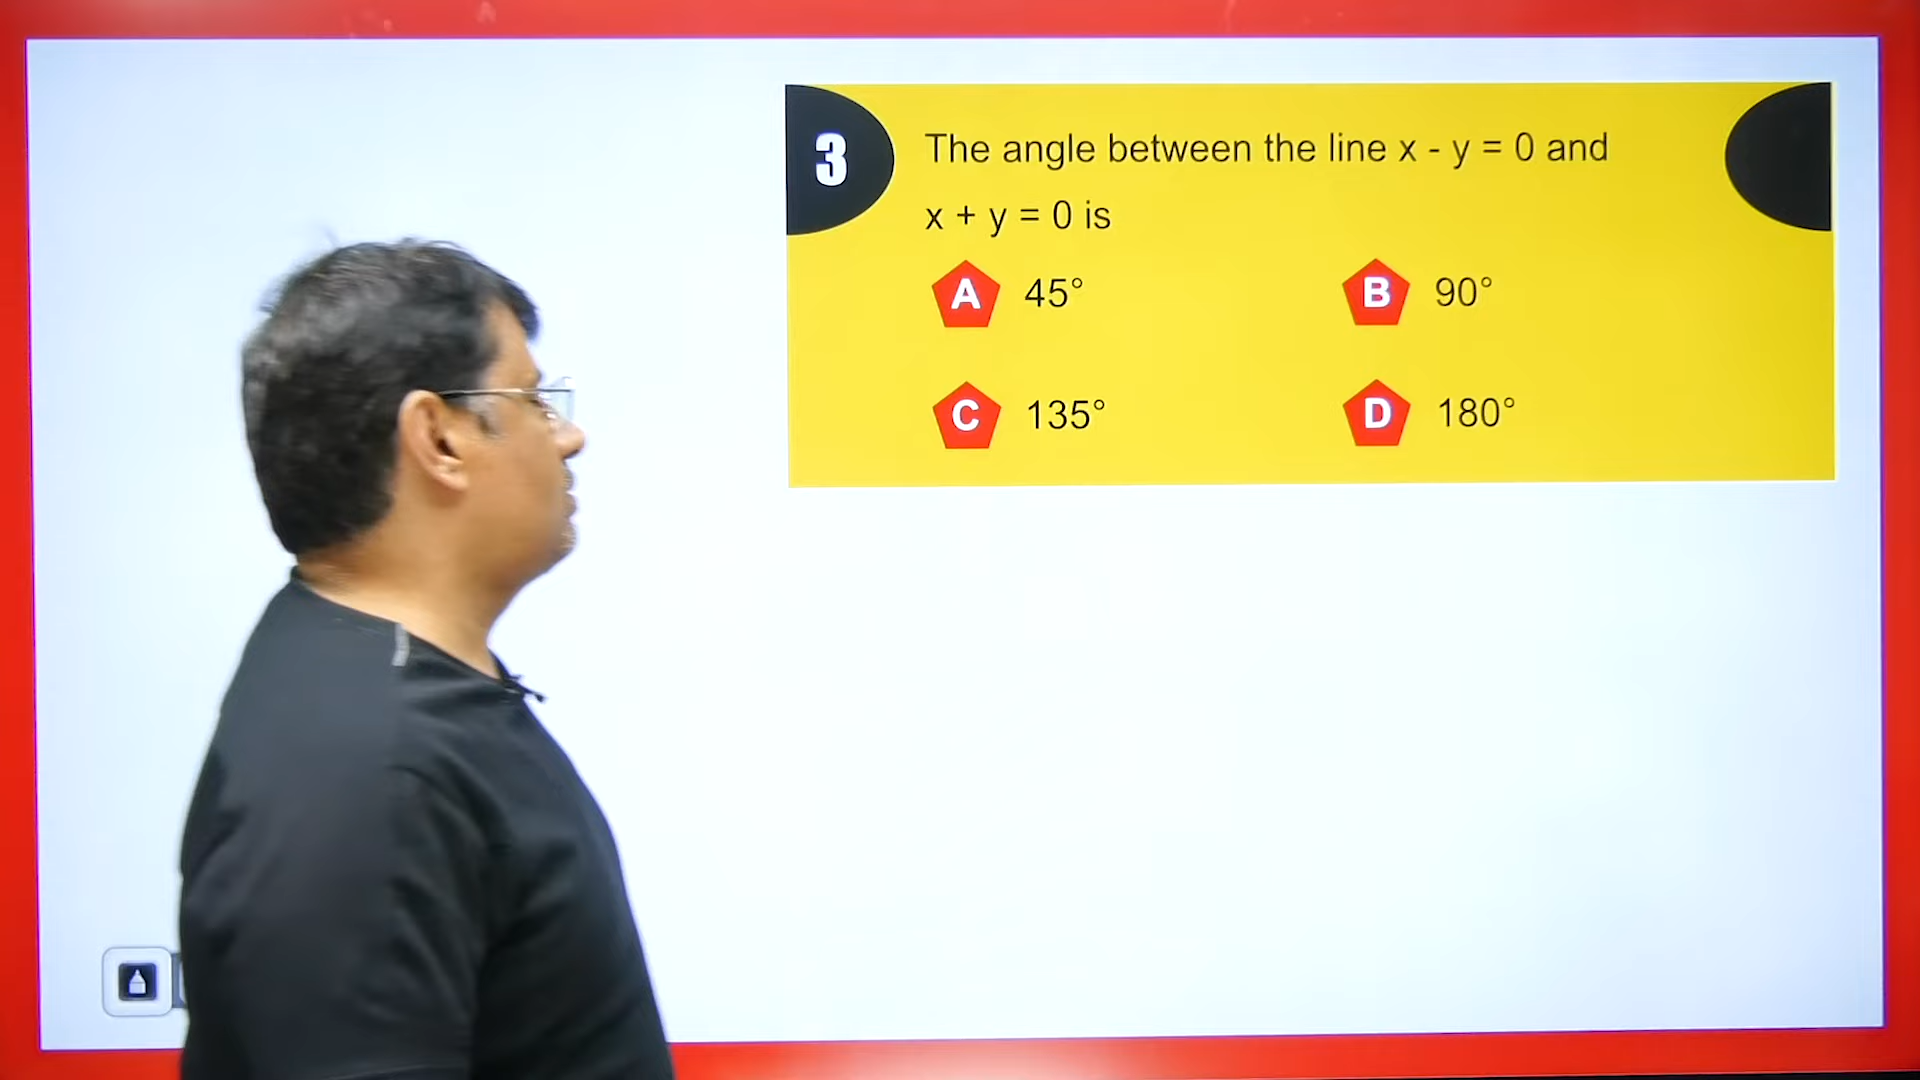 3
The angle between the line x - y = 0 and
x + y = 0 is
A 45° B 90°
C 135° D 180°